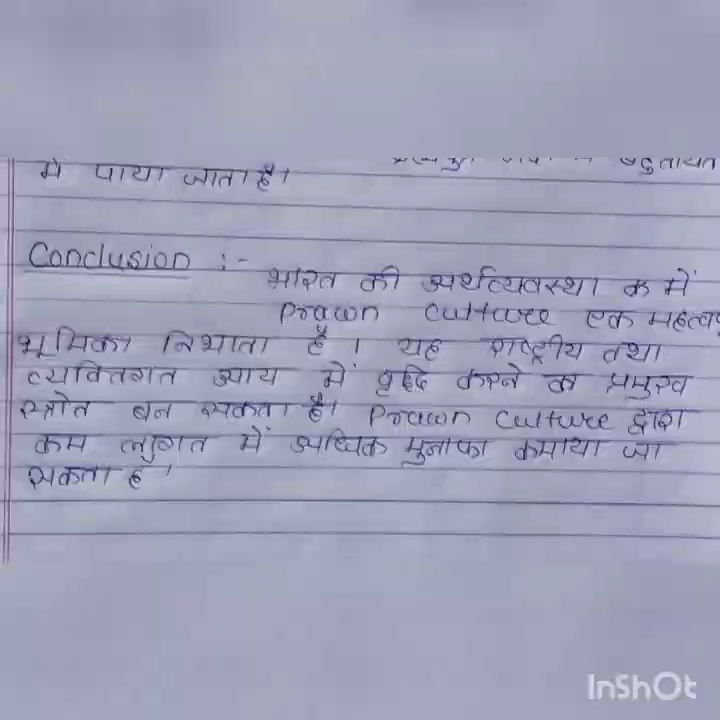 में पाया जाता है।
Conclusion :-
भारत की अर्थव्यवस्था क में
Prawn Culture एक महत्वपू
भूमिका निभाता है । यह राष्ट्रीय तथा
व्यक्तिगत आय में वृद्धि करने का प्रमुख
स्त्रोत बन सकता है। Prawn Culture द्वारा
कम लागत में अधिक मुनाफा कमाया जा
सकता है ।
InShOt